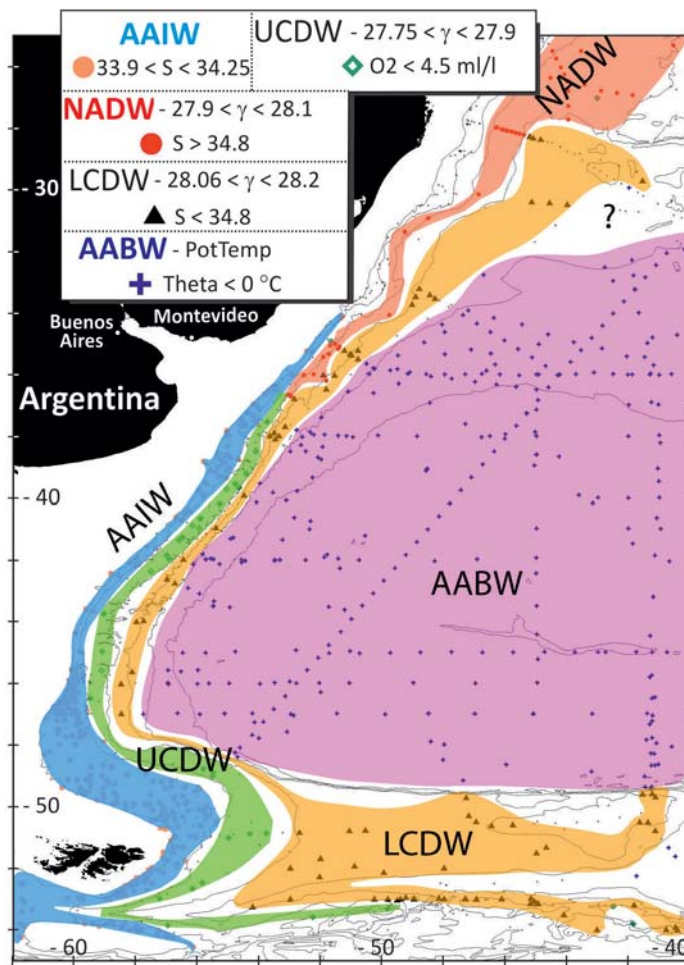 AAIW
33.9 < S < 34.25
UCDW - 27.75 < γ < 27.9
O2 < 4.5 ml/l
NADW - 27.9 < γ < 28.1
S > 34.8
LCDW - 28.06 < γ < 28.2
S < 34.8
AABW - PotTemp
Theta < 0 °C
NADW
30
?
Buenos
Aires
Montevideo
Argentina
40
AAIW
AABW
UCDW
50
LCDW
60
50
40